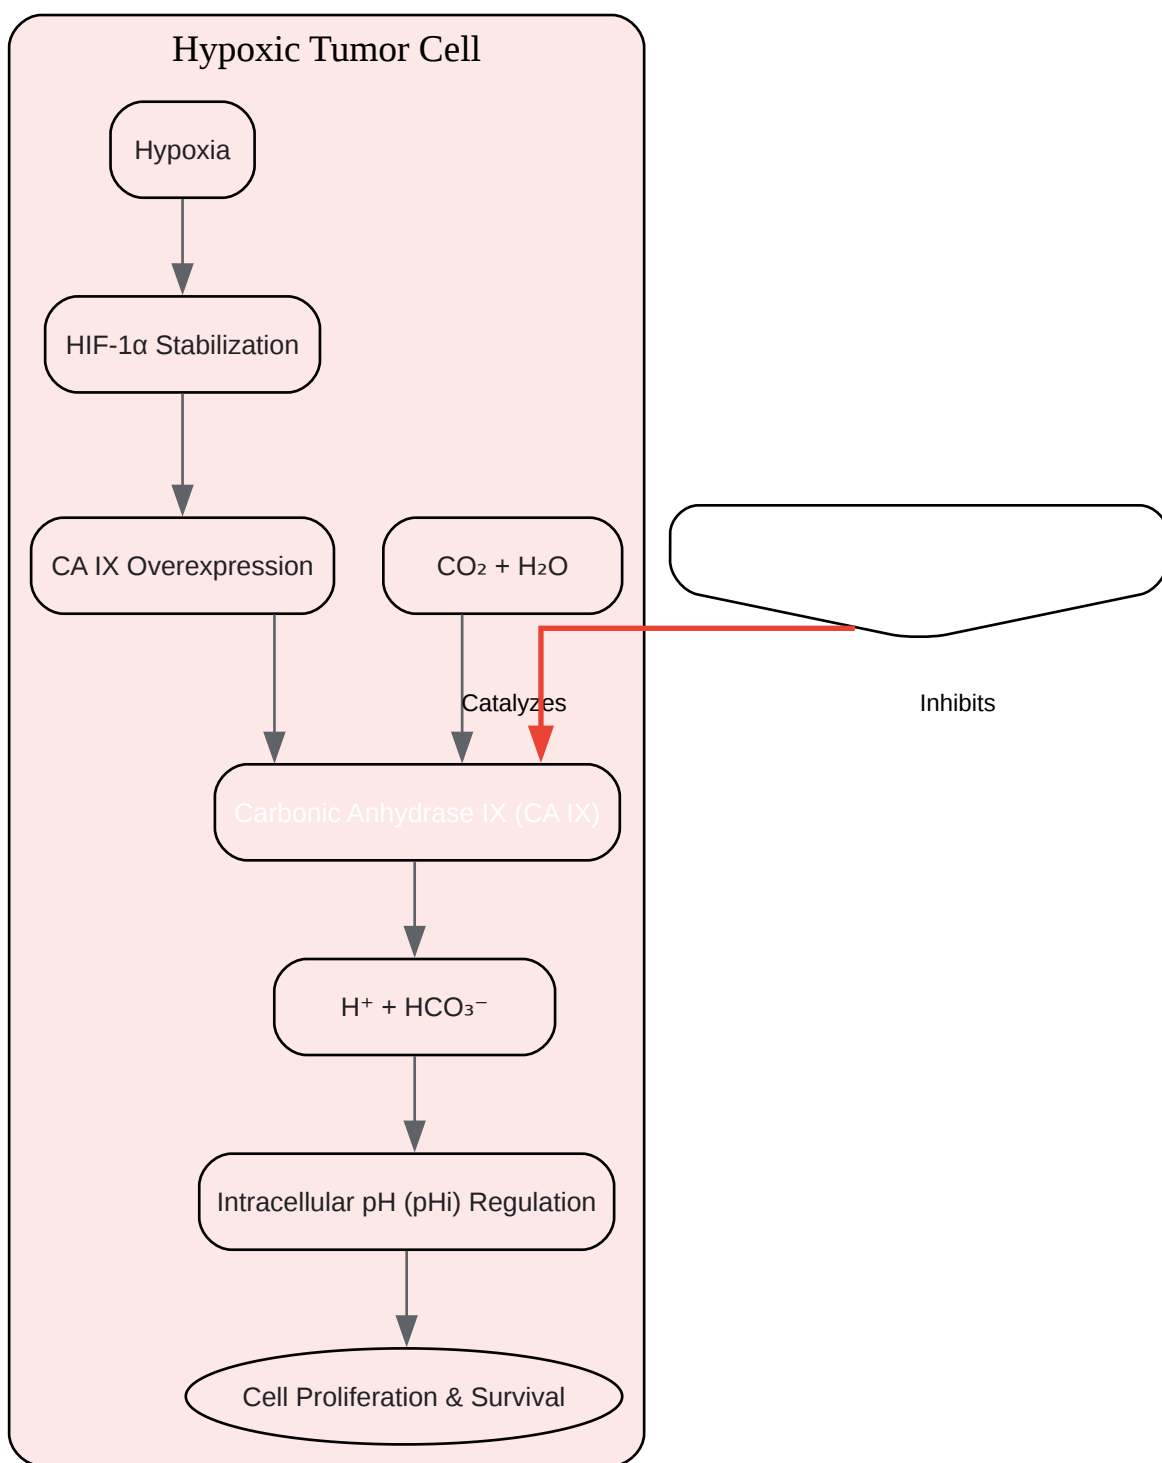 Hypoxic Tumor Cell
Hypoxia
HIF-1α Stabilization
CA IX Overexpression
CO₂ + H₂O
Catalyzes
Inhibits
Carbonic Anhydrase IX (CA IX)
H⁺ + HCO₃⁻
Intracellular pH (pHi) Regulation
Cell Proliferation & Survival